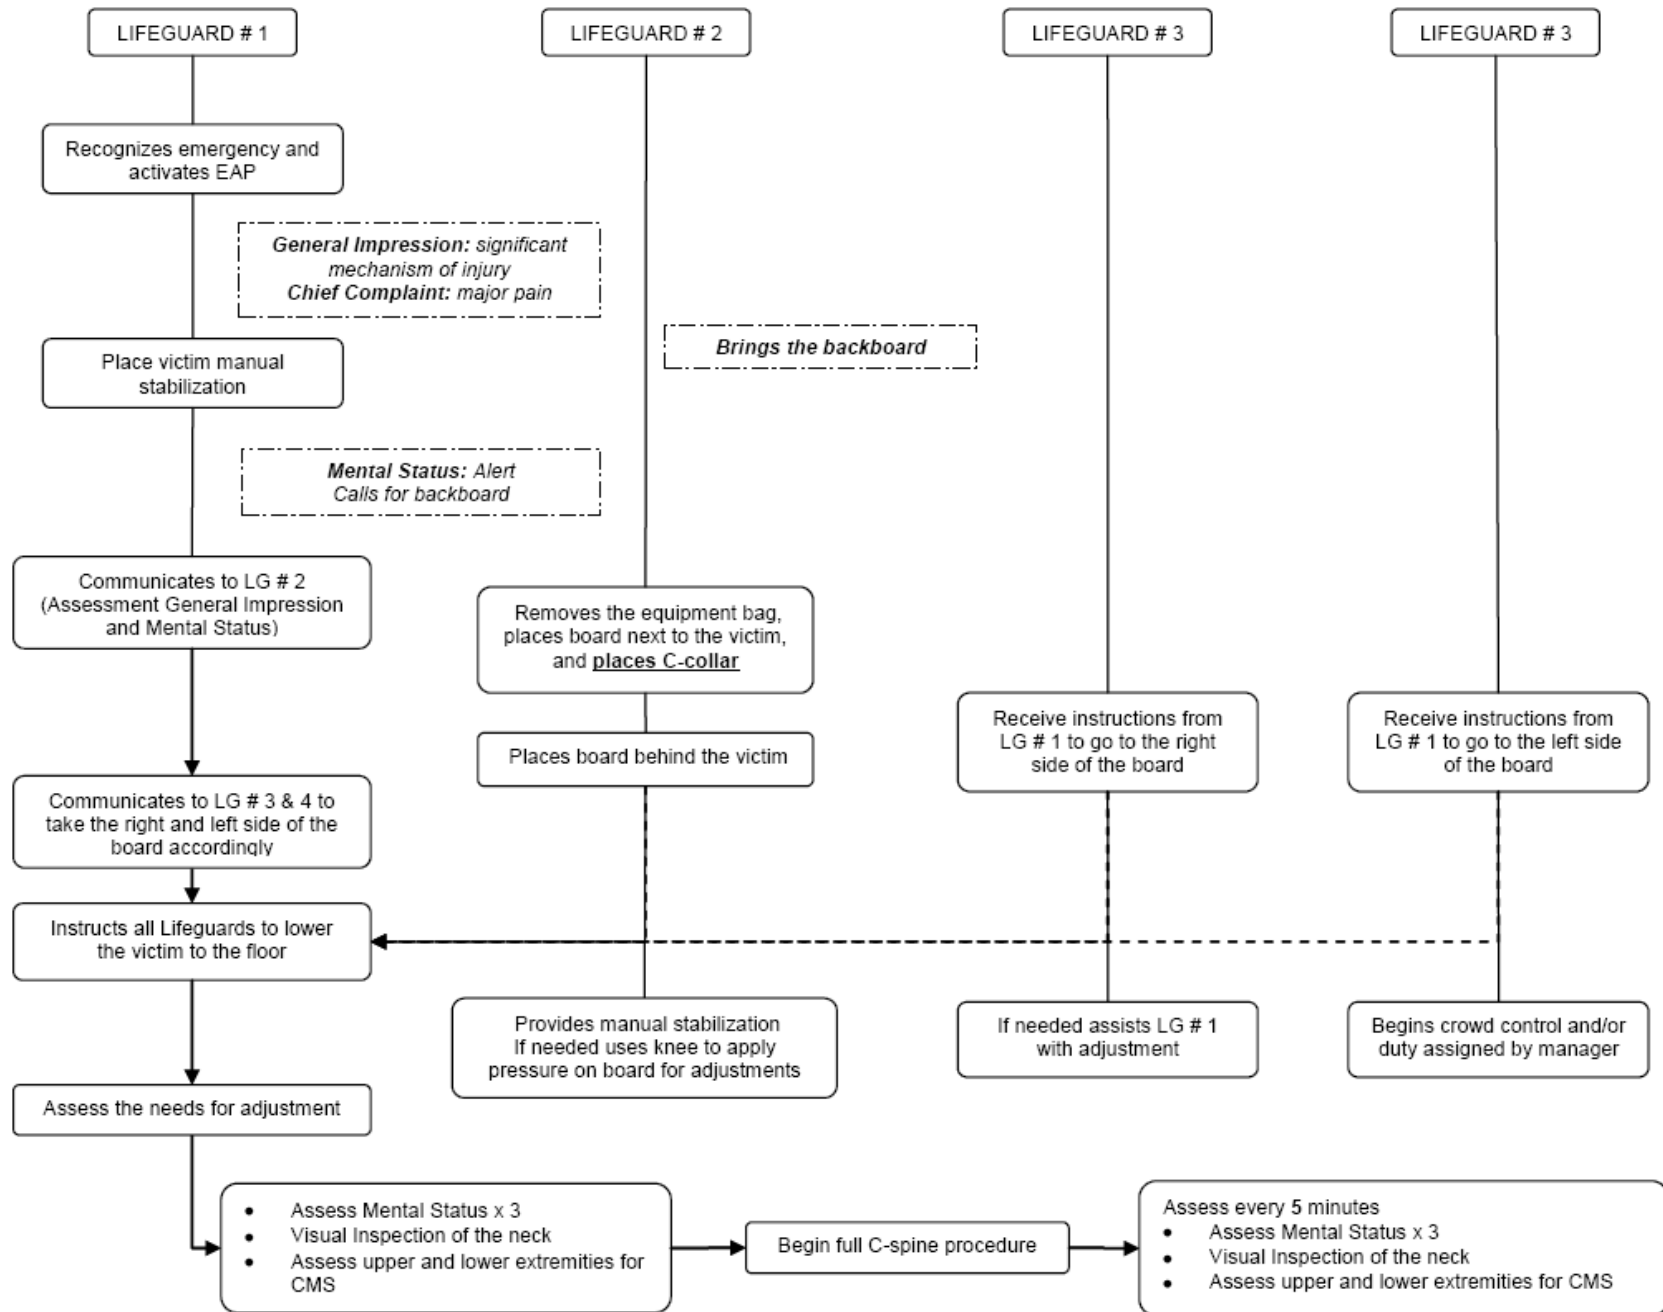 LIFEGUARD # 1
LIFEGUARD # 2
LIFEGUARD # 3
LIFEGUARD # 3
Recognizes emergency and
activates EAP
General Impression: significant
mechanism of injury
Chief Complaint: major pain
Brings the backboard
Place victim manual
stabilization
Mental Status: Alert
Calls for backboard
Communicates to LG # 2
(Assessment General Impression
and Mental Status)
Removes the equipment bag,
places board next to the victim,
and places C-collar
Places board behind the victim
Receive instructions from
LG # 1 to go to the right
side of the board
Receive instructions from
LG # 1 to go to the left side
of the board
Communicates to LG # 3 & 4 to
take the right and left side of the
board accordingly
Instructs all Lifeguards to lower
the victim to the floor
Provides manual stabilization
If needed uses knee to apply
pressure on board for adjustments
If needed assists LG # 1
with adjustment
Begins crowd control and/or
duty assigned by manager
Assess the needs for adjustment
• Assess Mental Status x 3
• Visual Inspection of the neck
• Assess upper and lower extremities for
CMS
Begin full C-spine procedure
Assess every 5 minutes
• Assess Mental Status x 3
• Visual Inspection of the neck
• Assess upper and lower extremities for CMS